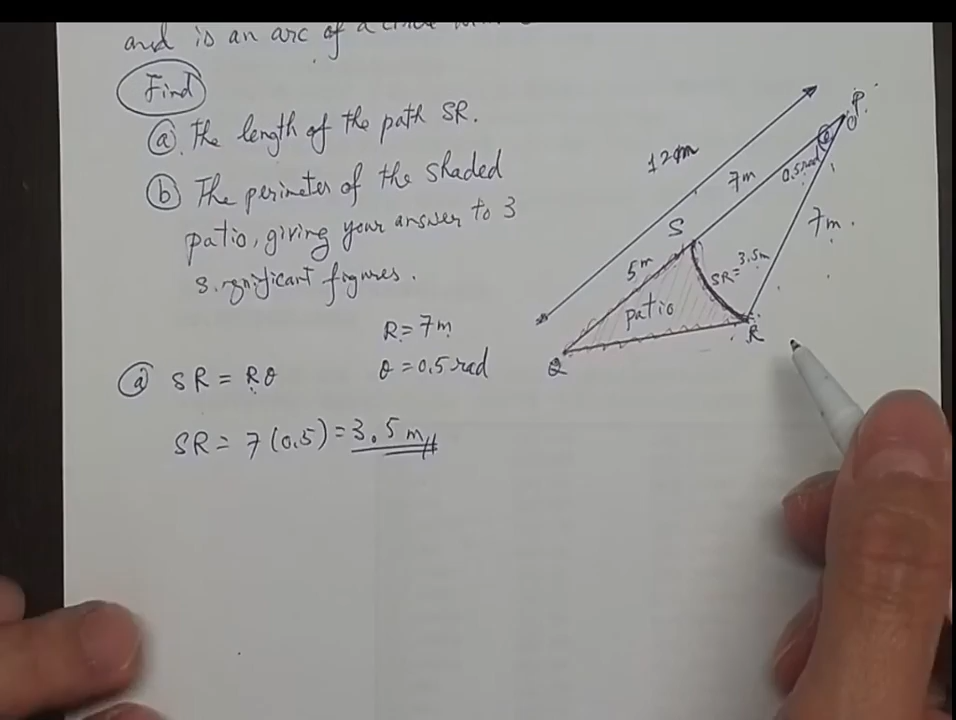 and is an arc of a
Find
(a) The length of the path SR.
(b) The perimeter of the shaded
patio, giving your answer to 3
significant figures.
R = 7m
θ = 0.5 rad
(a) SR = Rθ
SR = 7 (0.5) = 3.5 m
P
12m
7m
0.5 rad
7m
S
5m
SR = 3.5m
patio
R
Q